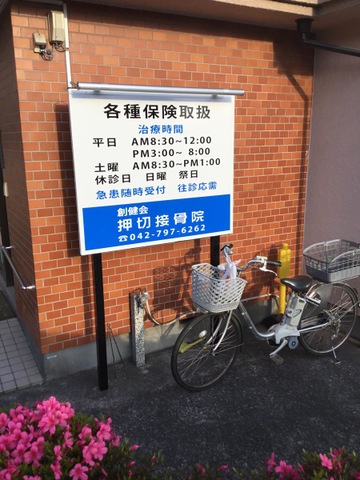 各種保険取扱
治療時間
平日 AM8:30~12:00
PM3:00~ 8:00
土曜 AM8:30~PM1:00
休診日 日曜 祭日
急患随時受付 往診応需
創健会
押切接骨院
☎042-797-6262